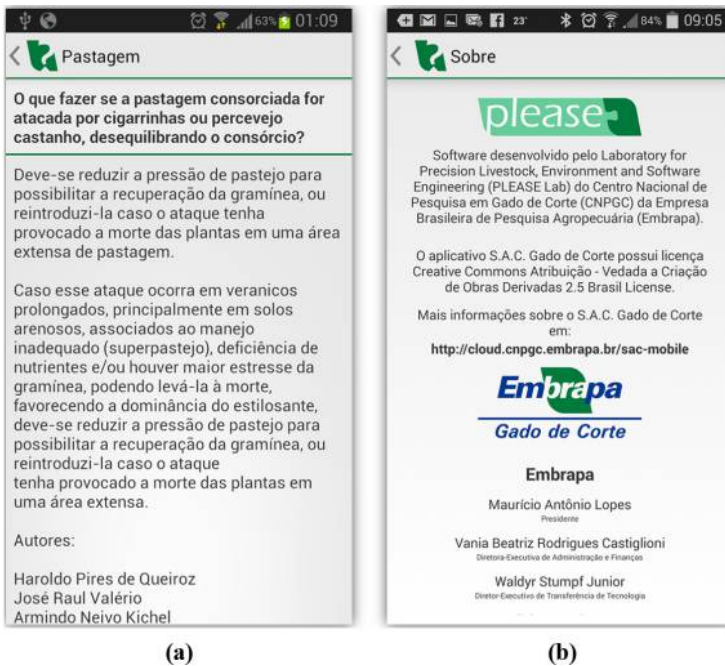 63% 01:09
Pastagem
O que fazer se a pastagem consorciada for
atacada por cigarrinhas ou percevejo
castanho, desequilibrando o consórcio?
Deve-se reduzir a pressão de pastejo para
possibilitar a recuperação da gramínea, ou
reintroduzi-la caso o ataque tenha
provocado a morte das plantas em uma área
extensa de pastagem.
Caso esse ataque ocorra em veranicos
prolongados, principalmente em solos
arenosos, associados ao manejo
inadequado (superpastejo), deficiência de
nutrientes e/ou houver maior estresse da
gramínea, podendo levá-la à morte,
favorecendo a dominância do estilosante,
deve-se reduzir a pressão de pastejo para
possibilitar a recuperação da gramínea, ou
reintroduzi-la caso o ataque
tenha provocado a morte das plantas em
uma área extensa.
Autores:
Haroldo Pires de Queiroz
José Raul Valério
Armindo Neivo Kichel
(a)
23° 84% 09:05
Sobre
please
Software desenvolvido pelo Laboratory for
Precision Livestock, Environment and Software
Engineering (PLEASE Lab) do Centro Nacional de
Pesquisa em Gado de Corte (CNPGC) da Empresa
Brasileira de Pesquisa Agropecuária (Embrapa).
O aplicativo S.A.C. Gado de Corte possui licença
Creative Commons Atribuição - Vedada a Criação
de Obras Derivadas 2.5 Brasil License.
Mais informações sobre o S.A.C. Gado de Corte
em:
http://cloud.cnpgc.embrapa.br/sac-mobile
Embrapa
Gado de Corte
Embrapa
Maurício Antônio Lopes
Presidente
Vania Beatriz Rodrigues Castiglioni
Diretora-Executiva de Administração e Finanças
Waldyr Stumpf Junior
Diretor-Executivo de Transferência de Tecnologia
(b)